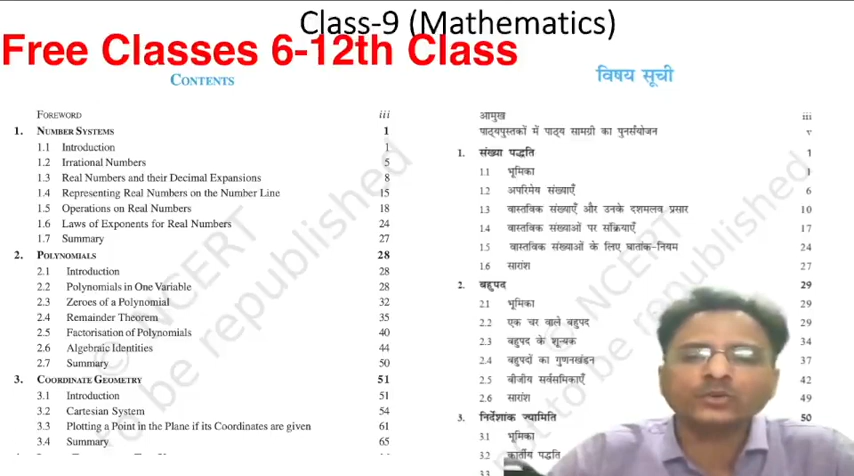 Class-9 (Mathematics)
Free Classes 6-12th Class
CONTENTS
FOREWORD iii
1. NUMBER SYSTEMS 1
1.1 Introduction 1
1.2 Irrational Numbers 5
1.3 Real Numbers and their Decimal Expansions 8
1.4 Representing Real Numbers on the Number Line 15
1.5 Operations on Real Numbers 18
1.6 Laws of Exponents for Real Numbers 24
1.7 Summary 27
2. POLYNOMIALS 28
2.1 Introduction 28
2.2 Polynomials in One Variable 28
2.3 Zeroes of a Polynomial 32
2.4 Remainder Theorem 35
2.5 Factorisation of Polynomials 40
2.6 Algebraic Identities 44
2.7 Summary 50
3. COORDINATE GEOMETRY 51
3.1 Introduction 51
3.2 Cartesian System 54
3.3 Plotting a Point in the Plane if its Coordinates are given 61
3.4 Summary 65
© NCERT
to be republished
विषय सूची
आमुख iii
पाठ्यपुस्तकों में पाठ्य सामग्री का पुनर्संयोजन v
1. संख्या पद्धति 1
1.1 भूमिका 1
1.2 अपरिमेय संख्याएँ 6
1.3 वास्तविक संख्याएँ और उनके दशमलव प्रसार 10
1.4 वास्तविक संख्याओं पर संक्रियाएँ 17
1.5 वास्तविक संख्याओं के लिए घातांक-नियम 24
1.6 सारांश 27
2. बहुपद 29
2.1 भूमिका 29
2.2 एक चर वाले बहुपद 29
2.3 बहुपद के शून्यक 34
2.4 बहुपदों का गुणनखंडन 37
2.5 बीजीय सर्वसमिकाएँ 42
2.6 सारांश 49
3. निर्देशांक ज्यामिति 50
3.1 भूमिका
3.2 कार्तीय पद्धति
3.3
© NCERT
not to be republished